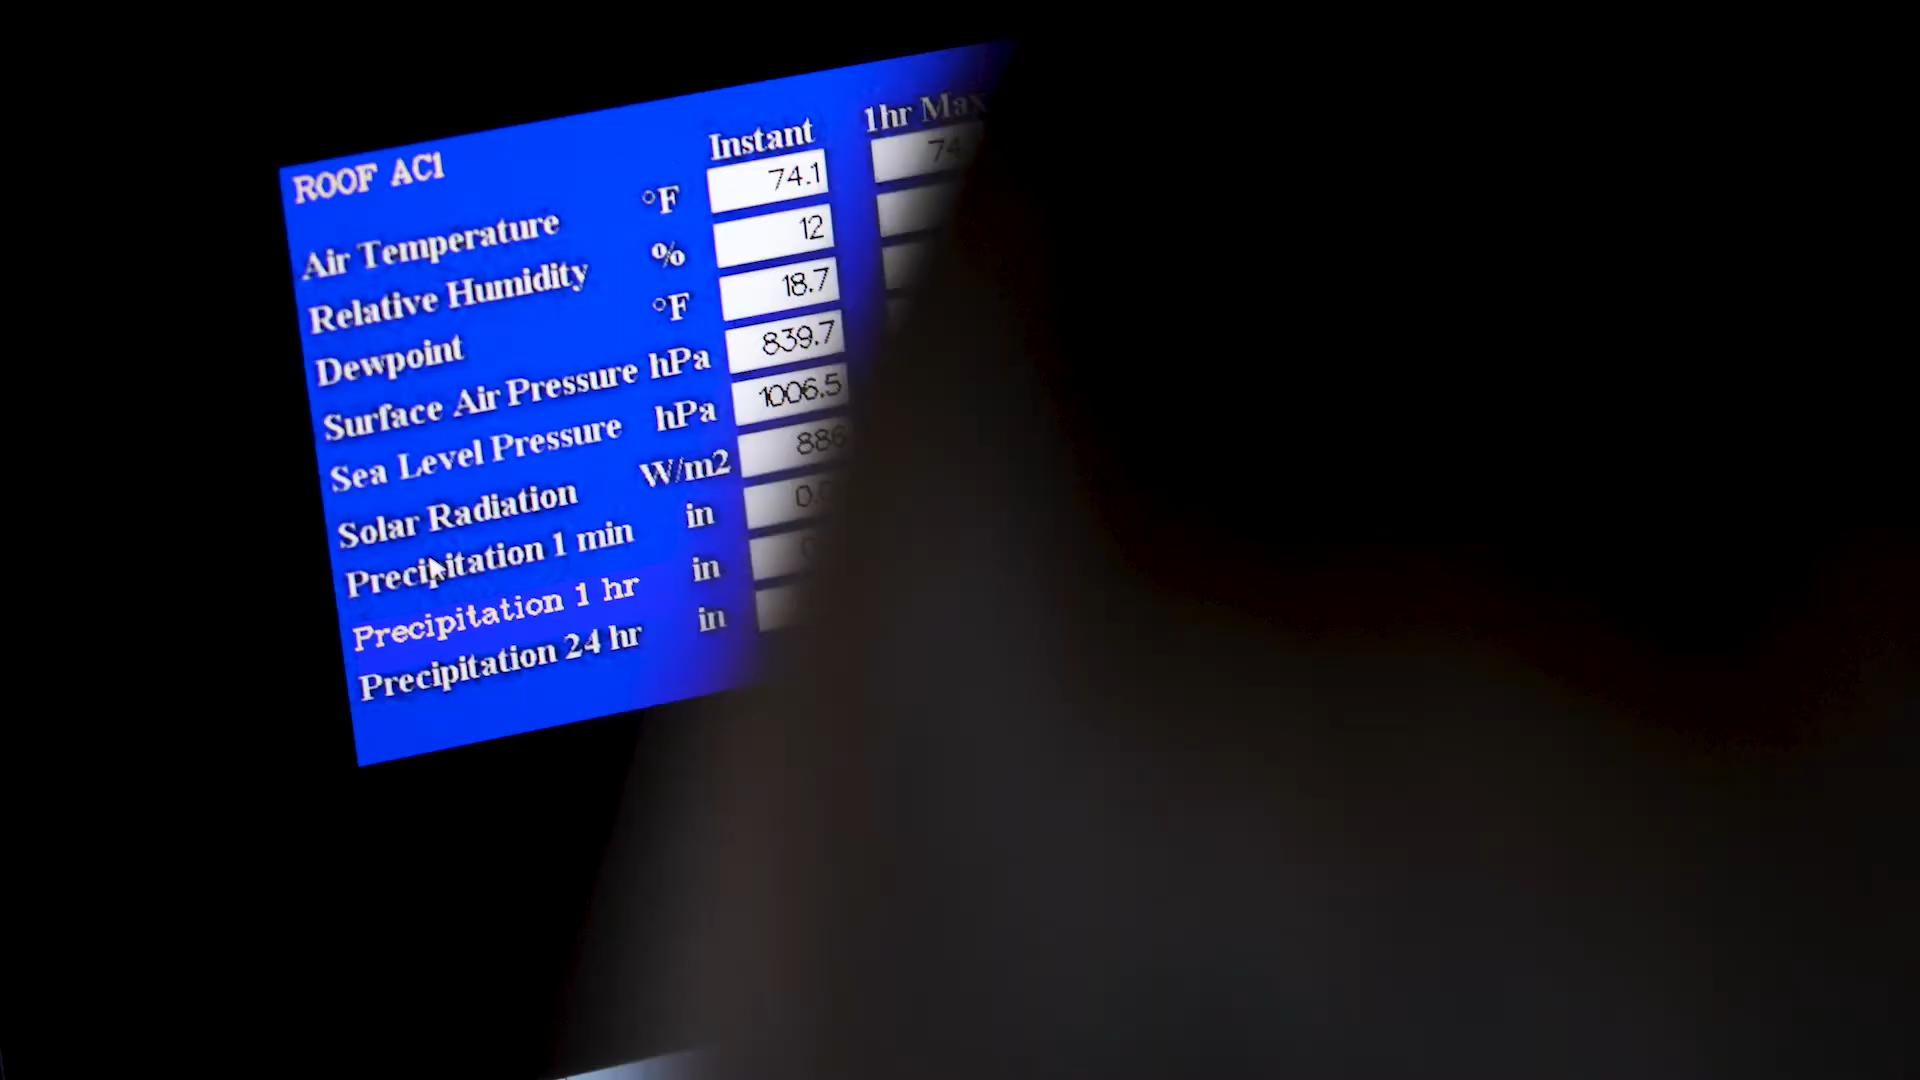 ROOF AC1
Instant 1hr Max
Air Temperature °F 74.1
Relative Humidity % 12
Dewpoint °F 18.7
Surface Air Pressure hPa 839.7
Sea Level Pressure hPa 1006.5
Solar Radiation W/m2 886
Precipitation 1 min in
Precipitation 1 hr in
Precipitation 24 hr in